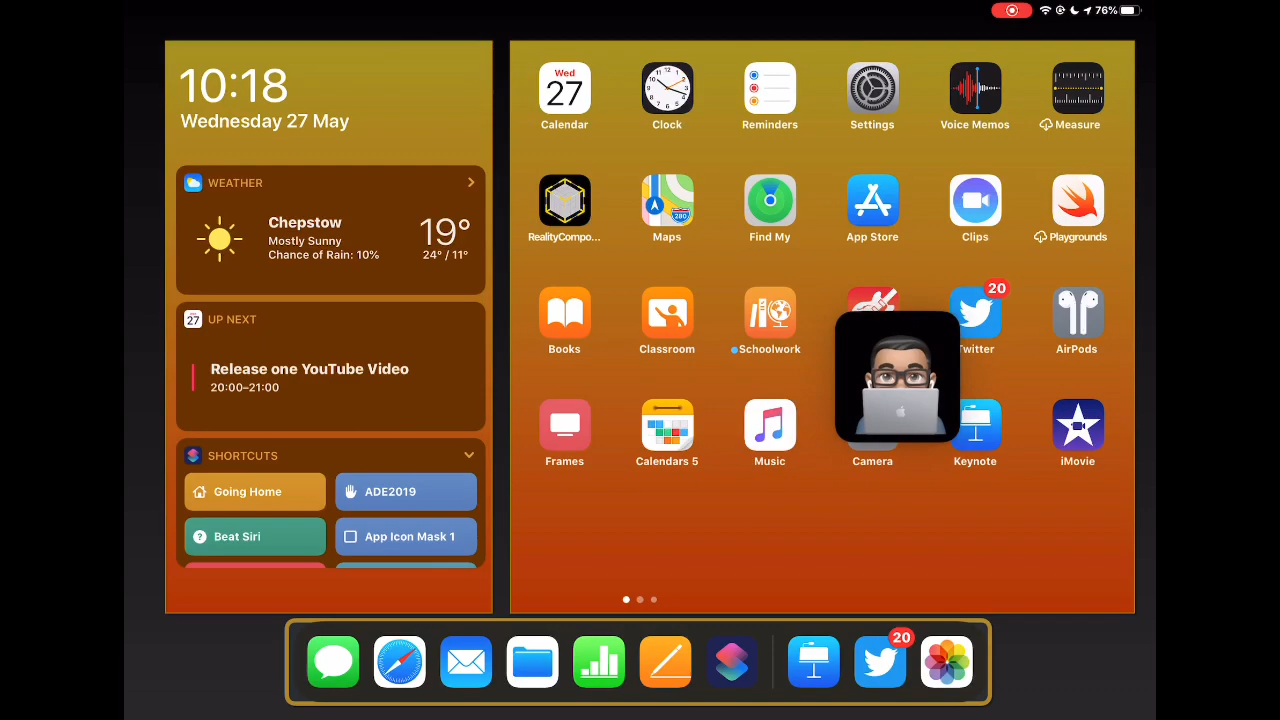 76%
10:18
Wednesday 27 May
WEATHER
Chepstow
Mostly Sunny
Chance of Rain: 10%
19°
24° / 11°
27
UP NEXT
Release one YouTube Video
20:00–21:00
SHORTCUTS
Going Home
ADE2019
Beat Siri
App Icon Mask 1
Wed
27
Calendar
Clock
Reminders
Settings
Voice Memos
Measure
RealityCompo...
280
Maps
Find My
App Store
Clips
Playgrounds
Books
Classroom
Schoolwork
20
Twitter
AirPods
Frames
Calendars 5
Music
Camera
Keynote
iMovie
20